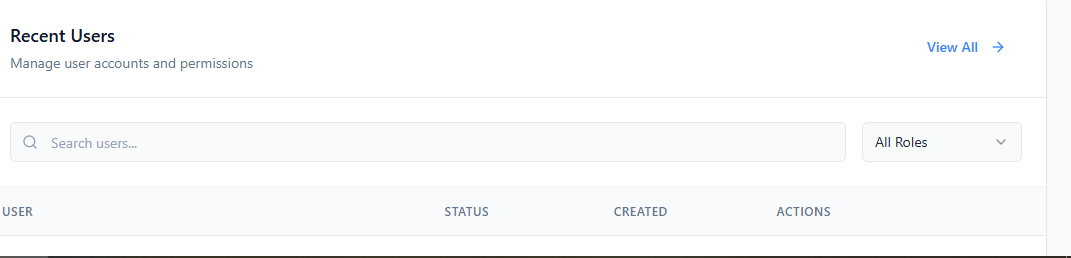 Recent Users
Manage user accounts and permissions
View All
Search users...
All Roles
USER STATUS CREATED ACTIONS